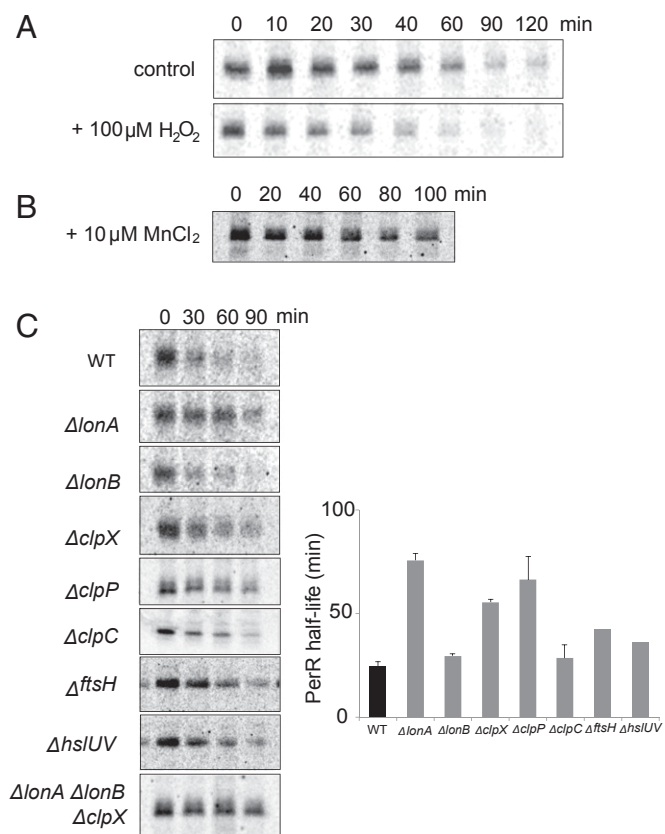 A
0 10 20 30 40 60 90 120 min
control
+ 100 µM H₂O₂
B
0 20 40 60 80 100 min
+ 10 µM MnCl₂
C
0 30 60 90 min
WT
ΔlonA
ΔlonB
ΔclpX
ΔclpP
ΔclpC
ΔftsH
ΔhslUV
ΔlonA ΔlonB
ΔclpX
PerR half-life (min)
100
50
0
WT ΔlonA ΔlonB ΔclpX ΔclpP ΔclpC ΔftsH ΔhslUV